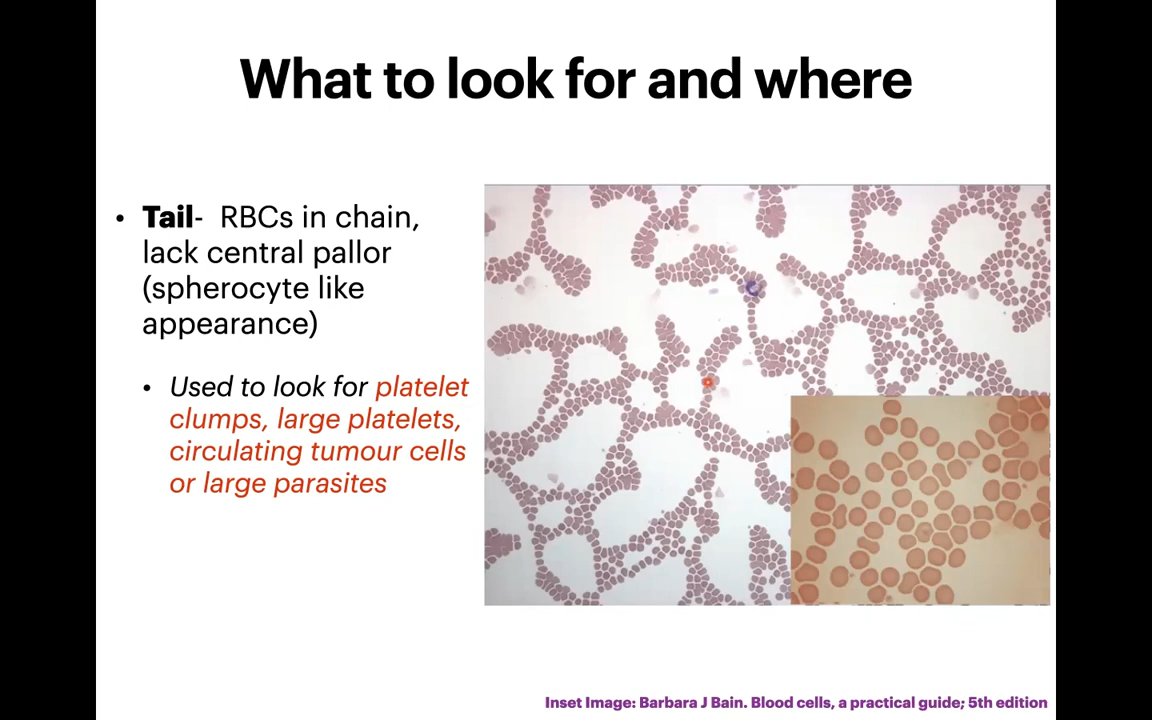 What to look for and where
• Tail- RBCs in chain,
lack central pallor
(spherocyte like
appearance)
• Used to look for platelet
clumps, large platelets,
circulating tumour cells
or large parasites
Inset Image: Barbara J Bain. Blood cells, a practical guide; 5th edition